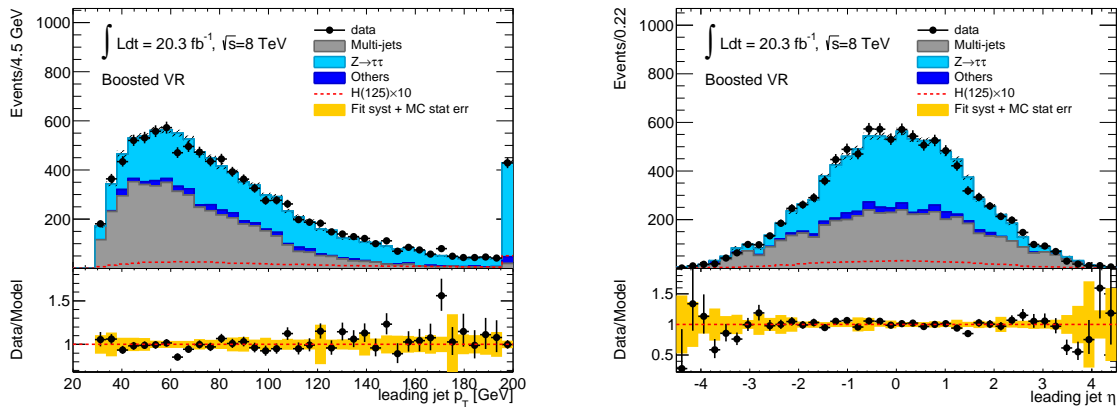 Events/4.5 GeV
1000
800
600
400
200
∫ Ldt = 20.3 fb⁻¹, √s=8 TeV
Boosted VR
data
Multi-jets
Z→ττ
Others
H(125)×10
Fit syst + MC stat err
Data/Model
1.5
1
20 40 60 80 100 120 140 160 180 200
leading jet p_T [GeV]
Events/0.22
1000
800
600
400
200
∫ Ldt = 20.3 fb⁻¹, √s=8 TeV
Boosted VR
data
Multi-jets
Z→ττ
Others
H(125)×10
Fit syst + MC stat err
Data/Model
1.5
1
0.5
-4 -3 -2 -1 0 1 2 3 4
leading jet η